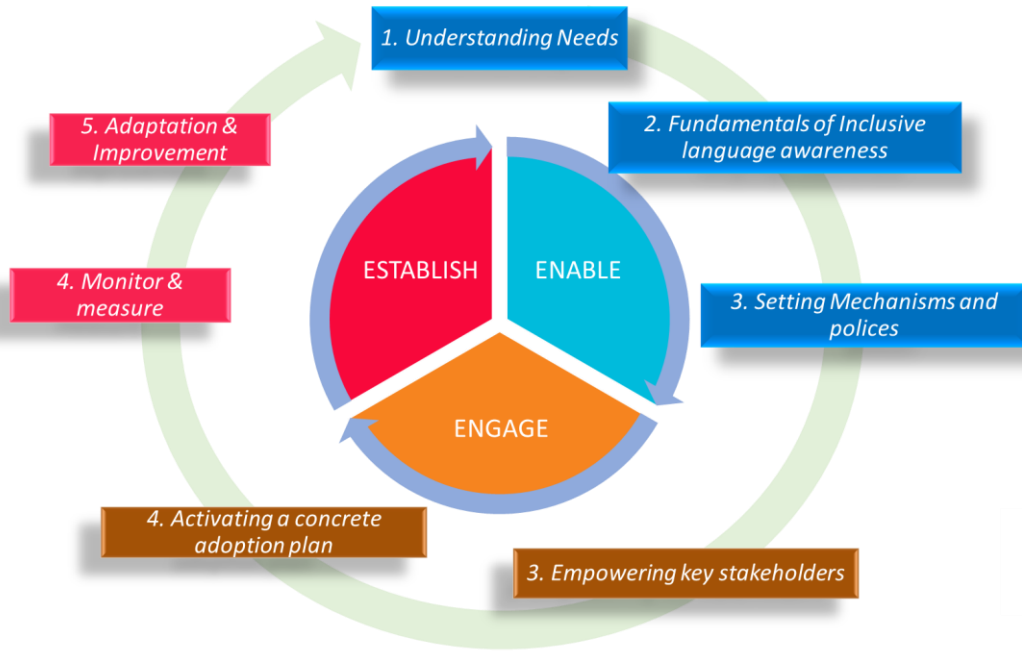 1. Understanding Needs
2. Fundamentals of Inclusive
language awareness
3. Setting Mechanisms and
polices
3. Empowering key stakeholders
4. Activating a concrete
adoption plan
4. Monitor &
measure
5. Adaptation &
Improvement
ESTABLISH
ENABLE
ENGAGE